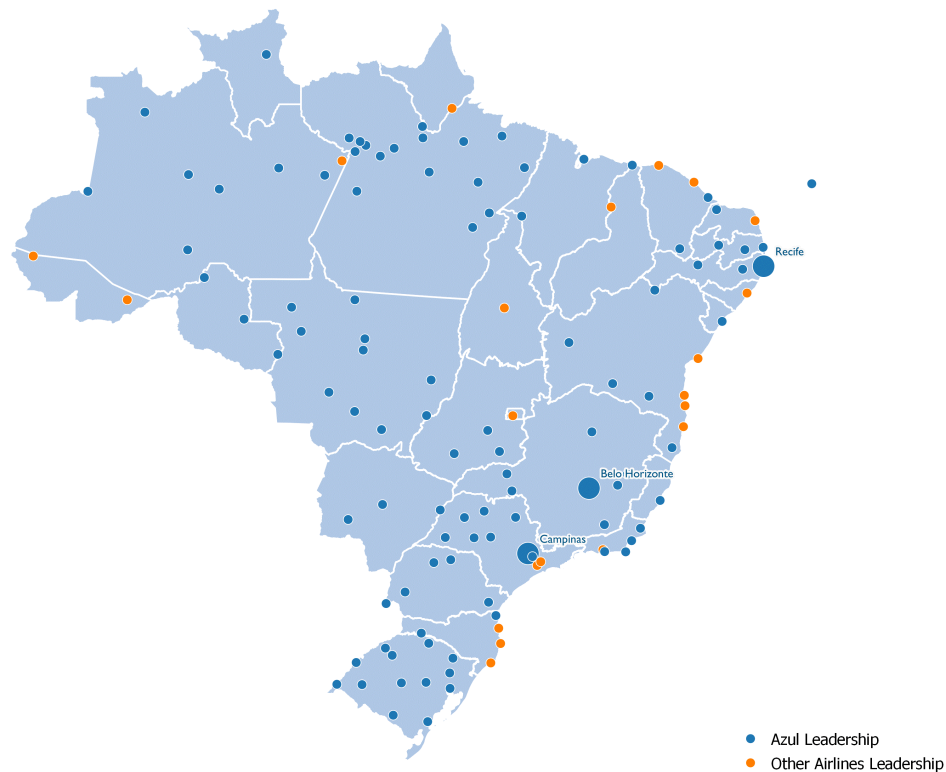 Recife
Belo Horizonte
Campinas
Azul Leadership
Other Airlines Leadership